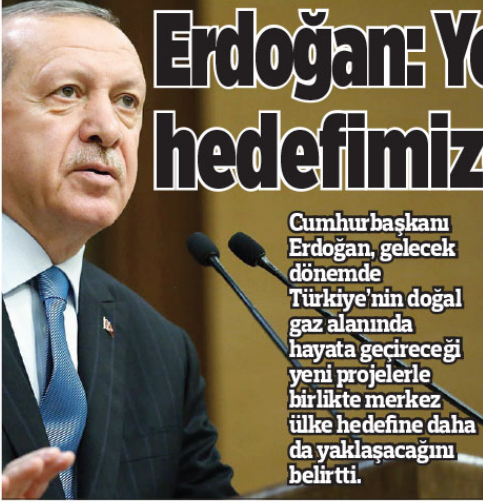 Erdoğan: Ye
hedefimiz
Cumhurbaşkanı
Erdoğan, gelecek
dönemde
Türkiye'nin doğal
gaz alanında
hayata geçireceği
yeni projelerle
birlikte merkez
ülke hedefine daha
da yaklaşacağını
belirtti.